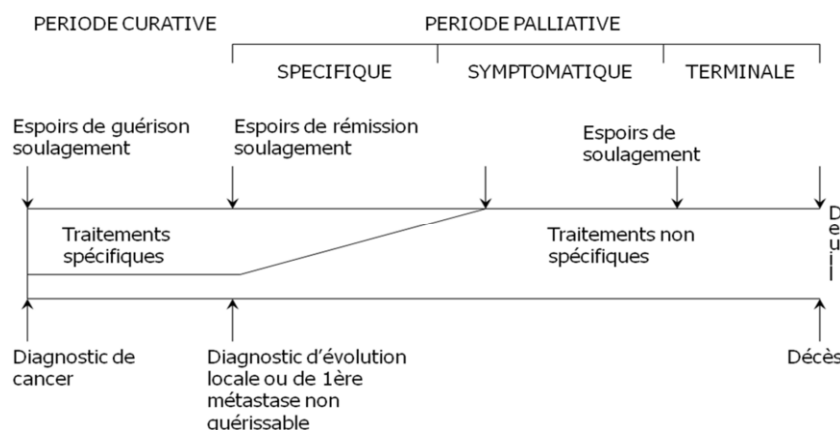 PERIODE CURATIVE
PERIODE PALLIATIVE
SPECIFIQUE
SYMPTOMATIQUE
TERMINALE
Espoirs de guérison
soulagement
Espoirs de rémission
soulagement
Espoirs de
soulagement
Traitements
spécifiques
Traitements non
spécifiques
Deuil
Diagnostic de
cancer
Diagnostic d'évolution
locale ou de 1ère
métastase non
guérissable
Décès